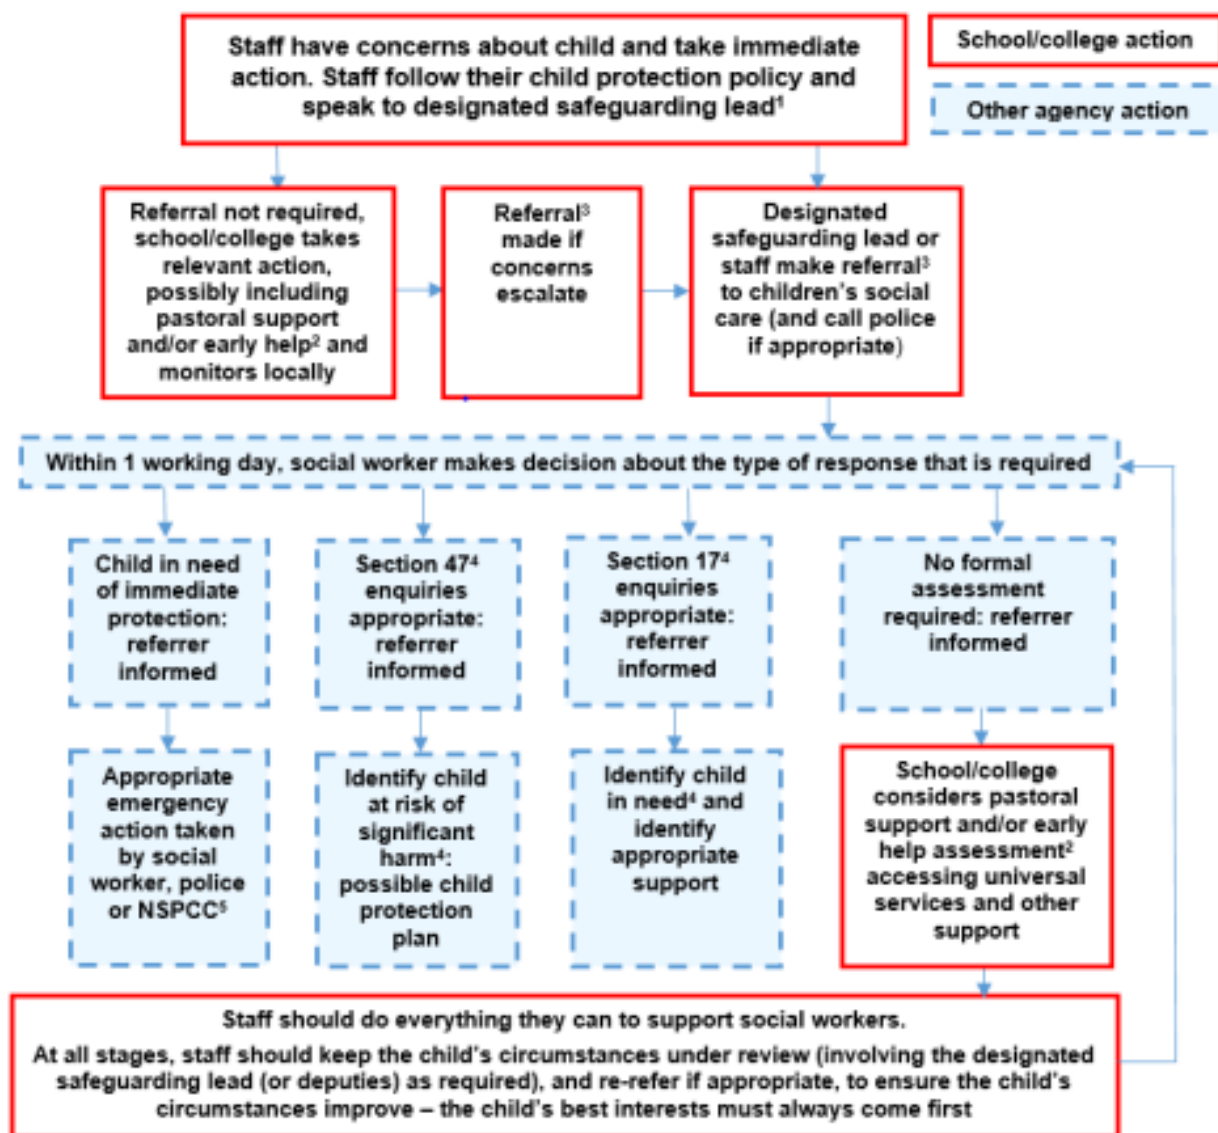 Staff have concerns about child and take immediate
action. Staff follow their child protection policy and
speak to designated safeguarding lead¹
School/college action
Other agency action
Referral not required,
school/college takes
relevant action,
possibly including
pastoral support
and/or early help² and
monitors locally
Referral³
made if
concerns
escalate
Designated
safeguarding lead or
staff make referral³
to children's social
care (and call police
if appropriate)
Within 1 working day, social worker makes decision about the type of response that is required
Child in need
of immediate
protection:
referrer
informed
Section 47⁴
enquiries
appropriate:
referrer
informed
Section 17⁴
enquiries
appropriate:
referrer
informed
No formal
assessment
required: referrer
informed
Appropriate
emergency
action taken
by social
worker, police
or NSPCC⁵
Identify child
at risk of
significant
harm⁴:
possible child
protection
plan
Identify child
in need⁴ and
identify
appropriate
support
School/college
considers pastoral
support and/or early
help assessment²
accessing universal
services and other
support
Staff should do everything they can to support social workers.
At all stages, staff should keep the child's circumstances under review (involving the designated
safeguarding lead (or deputies) as required), and re-refer if appropriate, to ensure the child's
circumstances improve – the child's best interests must always come first